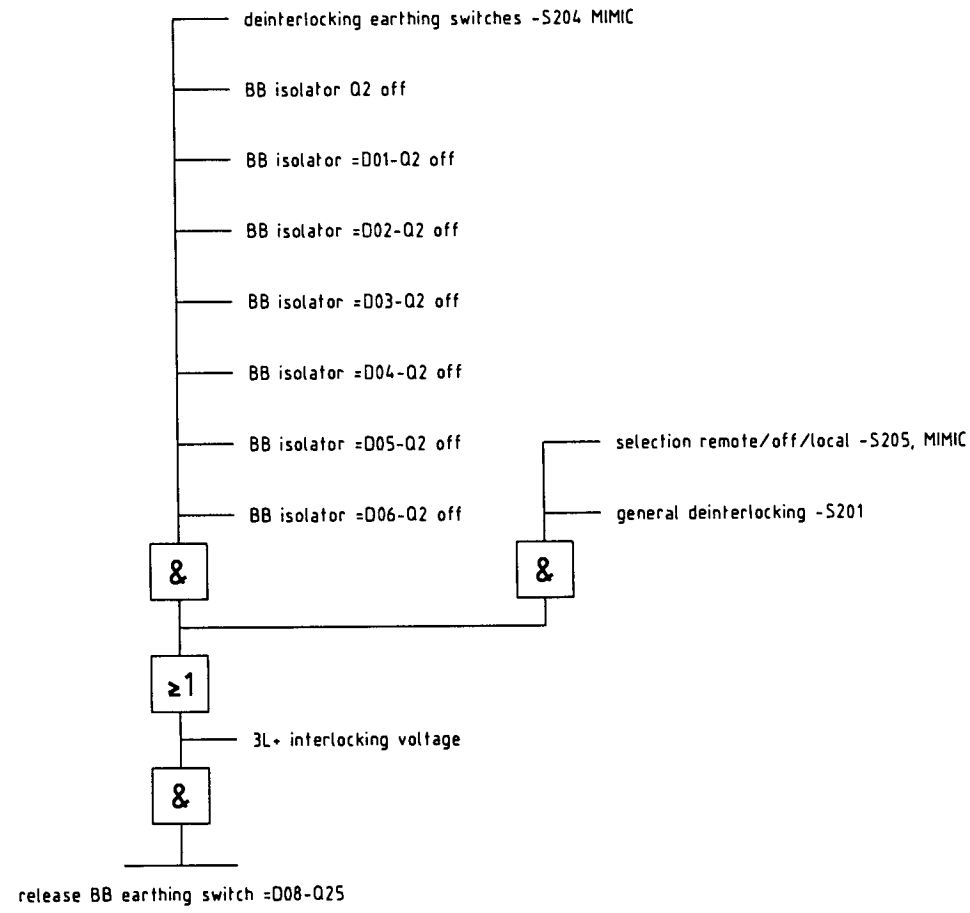 deinterlocking earthing switches -S204 MIMIC
BB isolator Q2 off
BB isolator =D01-Q2 off
BB isolator =D02-Q2 off
BB isolator =D03-Q2 off
BB isolator =D04-Q2 off
BB isolator =D05-Q2 off
selection remote/off/local -S205, MIMIC
BB isolator =D06-Q2 off
general deinterlocking -S201
&
&
≥1
3L+ interlocking voltage
&
release BB earthing switch =D08-Q25